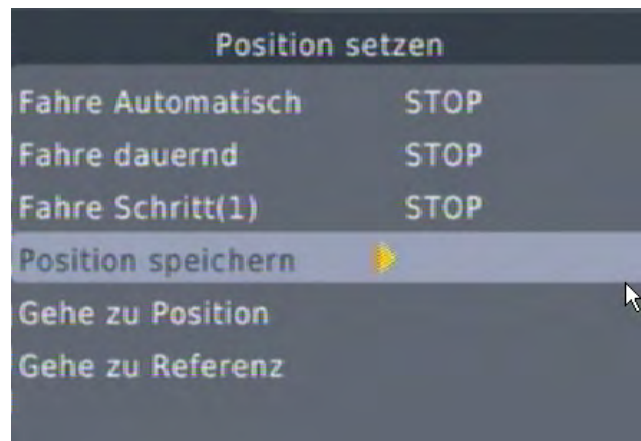 Position setzen
Fahre Automatisch STOP
Fahre dauernd STOP
Fahre Schritt(1) STOP
Position speichern
Gehe zu Position
Gehe zu Referenz